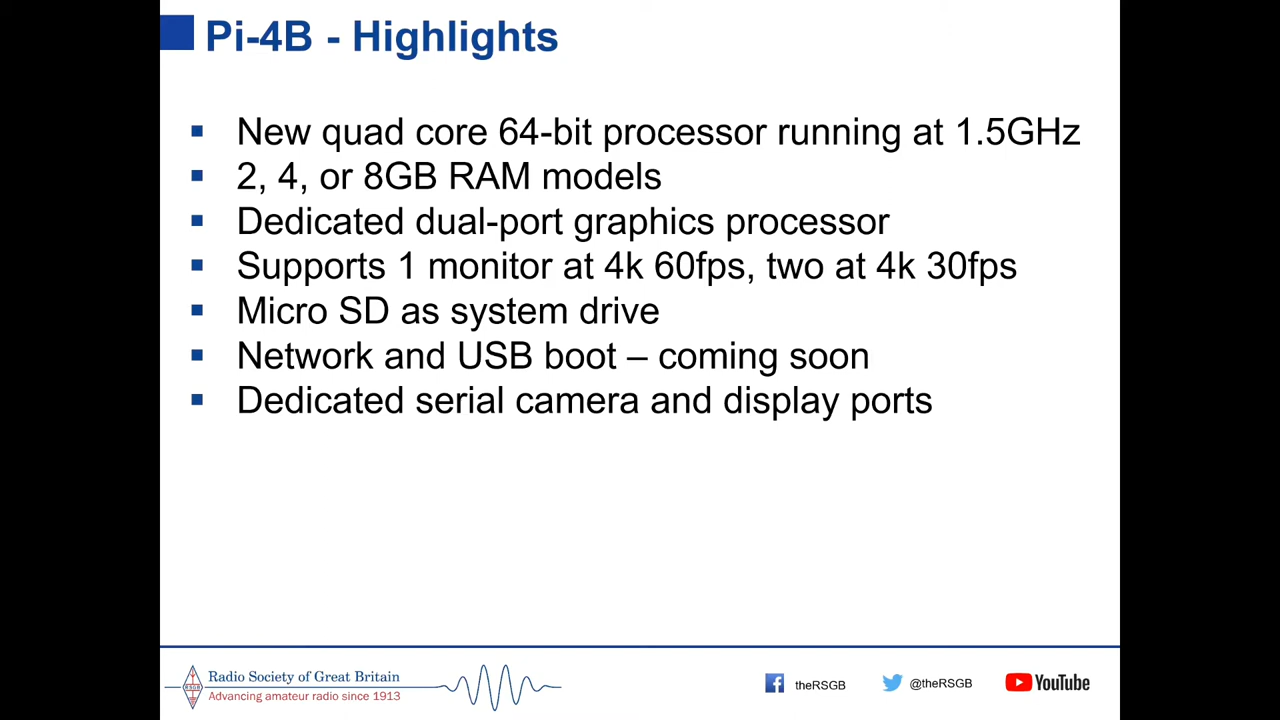 Pi-4B - Highlights
▪ New quad core 64-bit processor running at 1.5GHz
▪ 2, 4, or 8GB RAM models
▪ Dedicated dual-port graphics processor
▪ Supports 1 monitor at 4k 60fps, two at 4k 30fps
▪ Micro SD as system drive
▪ Network and USB boot – coming soon
▪ Dedicated serial camera and display ports
RSGB
Radio Society of Great Britain
Advancing amateur radio since 1913
theRSGB
@theRSGB
YouTube